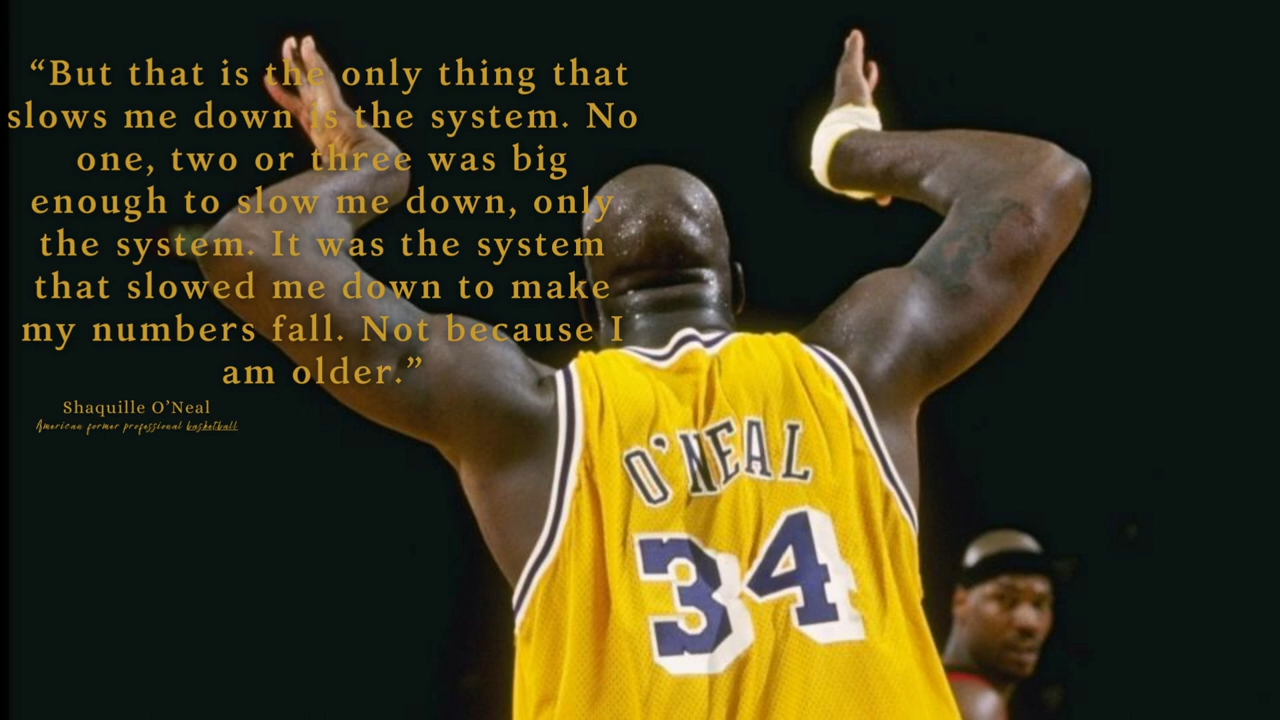 “But that is the only thing that
slows me down is the system. No
one, two or three was big
enough to slow me down, only
the system. It was the system
that slowed me down to make
my numbers fall. Not because I
am older.”
Shaquille O’Neal
American former professional basketball
O'NEAL
34